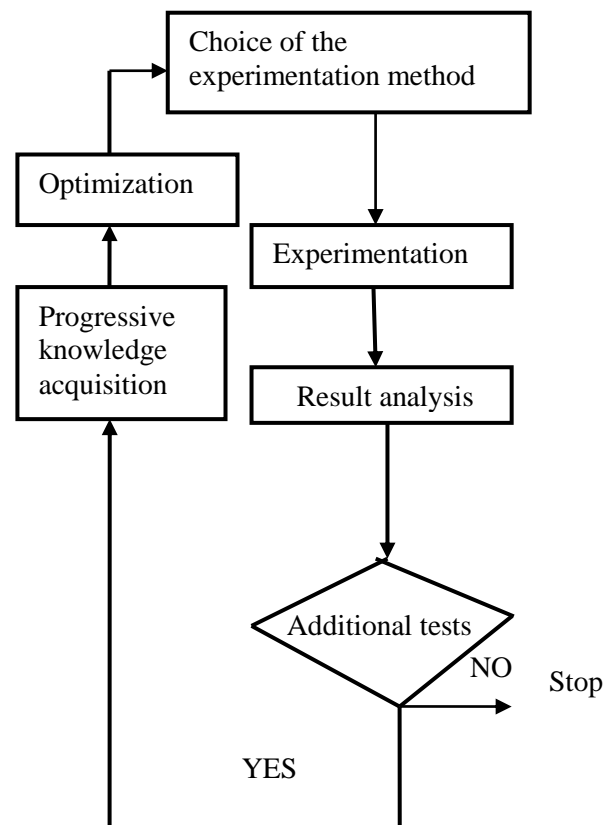 Choice of the
experimentation method
Optimization
Experimentation
Progressive
knowledge
acquisition
Result analysis
Additional tests
NO
Stop
YES